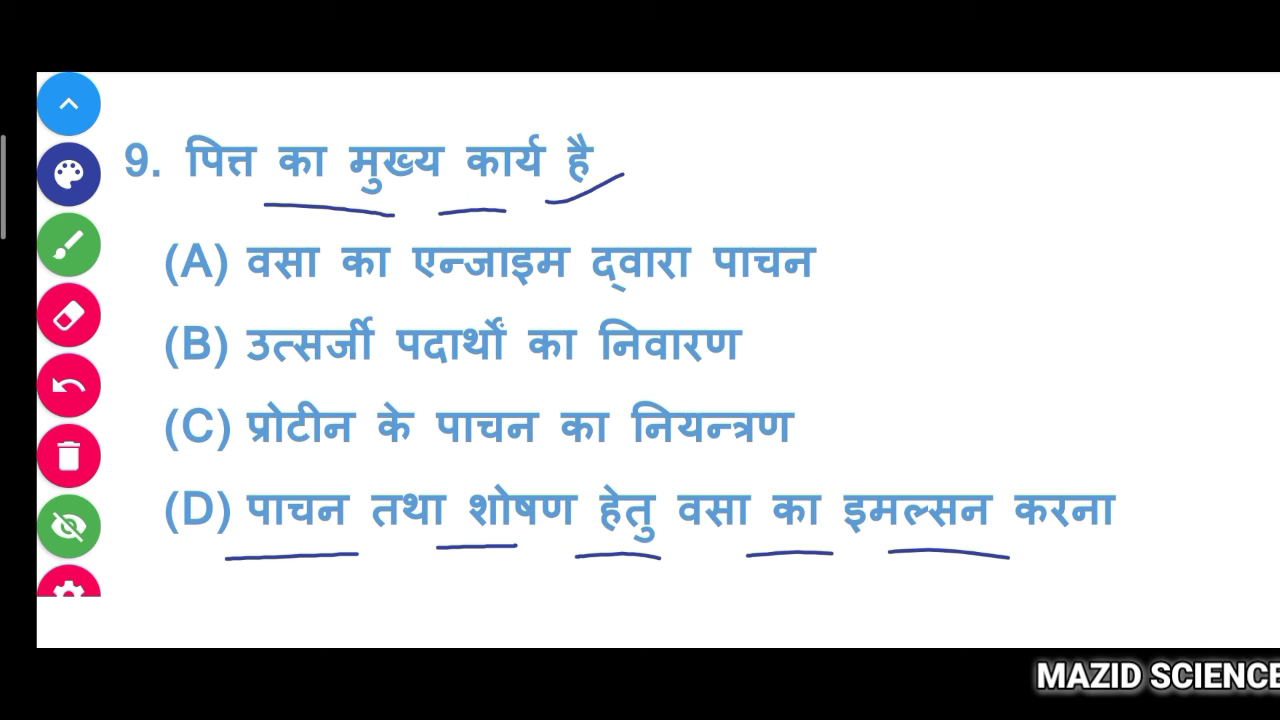 9. पित्त का मुख्य कार्य है
(A) वसा का एन्जाइम द्वारा पाचन
(B) उत्सर्जी पदार्थों का निवारण
(C) प्रोटीन के पाचन का नियन्त्रण
(D) पाचन तथा शोषण हेतु वसा का इमल्सन करना
MAZID SCIENCE